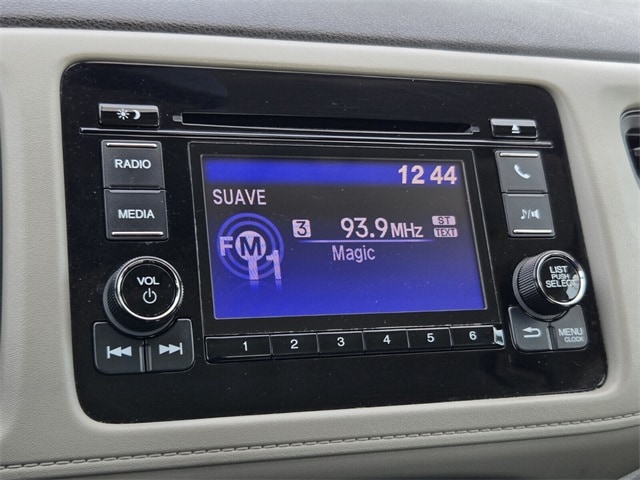 RADIO
MEDIA
VOL
12 44
SUAVE
3 93.9MHz ST
TEXT
FM
11
Magic
LIST
PUSH
SELECT
MENU
CLOCK
1 2 3 4 5 6